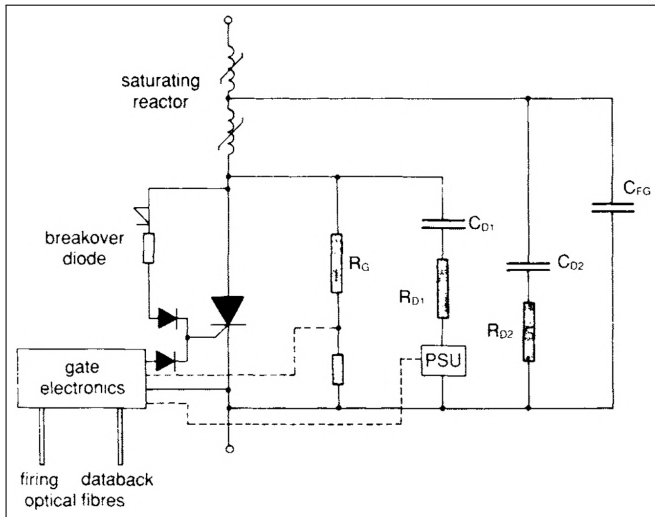 saturating
reactor
breakover
diode
R_G
C_D1
R_D1
PSU
C_D2
R_D2
C_FG
gate
electronics
firing databack
optical fibres